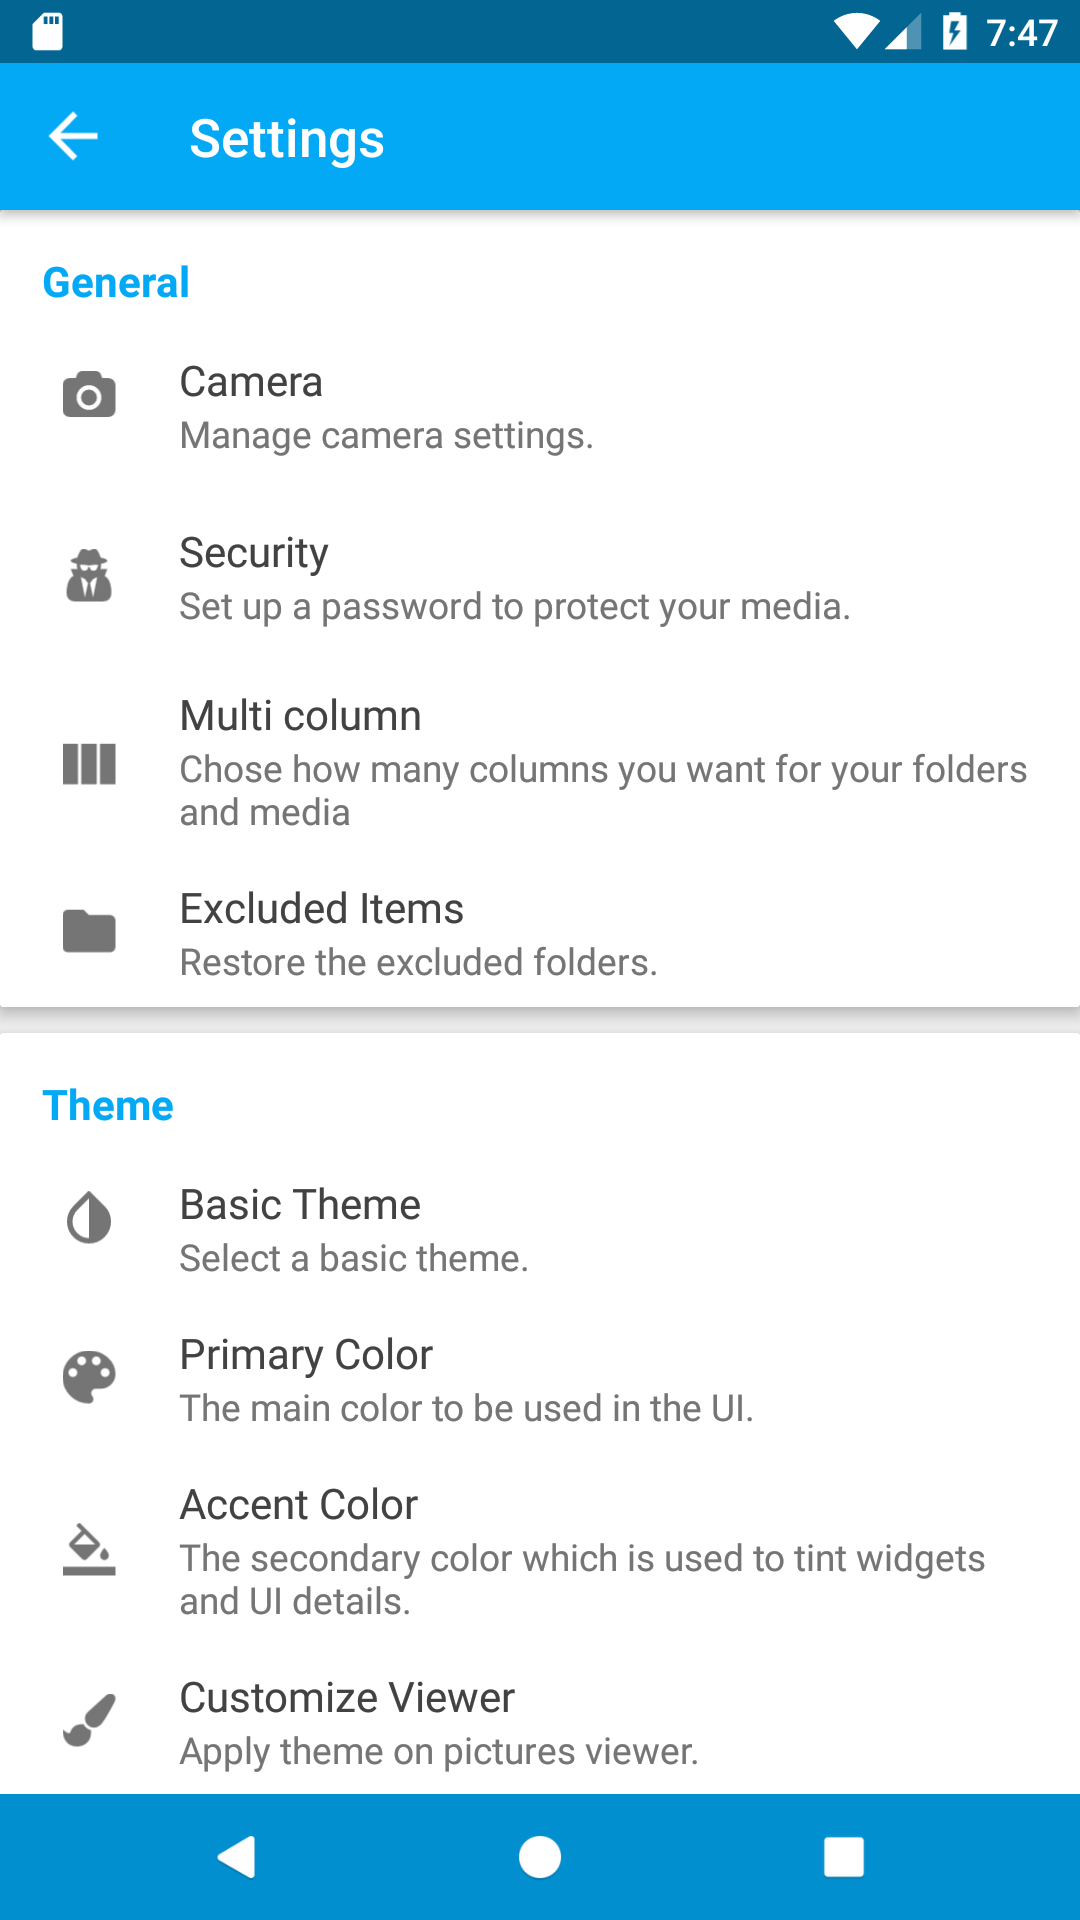 7:47
Settings
General
Camera
Manage camera settings.
Security
Set up a password to protect your media.
Multi column
Chose how many columns you want for your folders
and media
Excluded Items
Restore the excluded folders.
Theme
Basic Theme
Select a basic theme.
Primary Color
The main color to be used in the UI.
Accent Color
The secondary color which is used to tint widgets
and UI details.
Customize Viewer
Apply theme on pictures viewer.